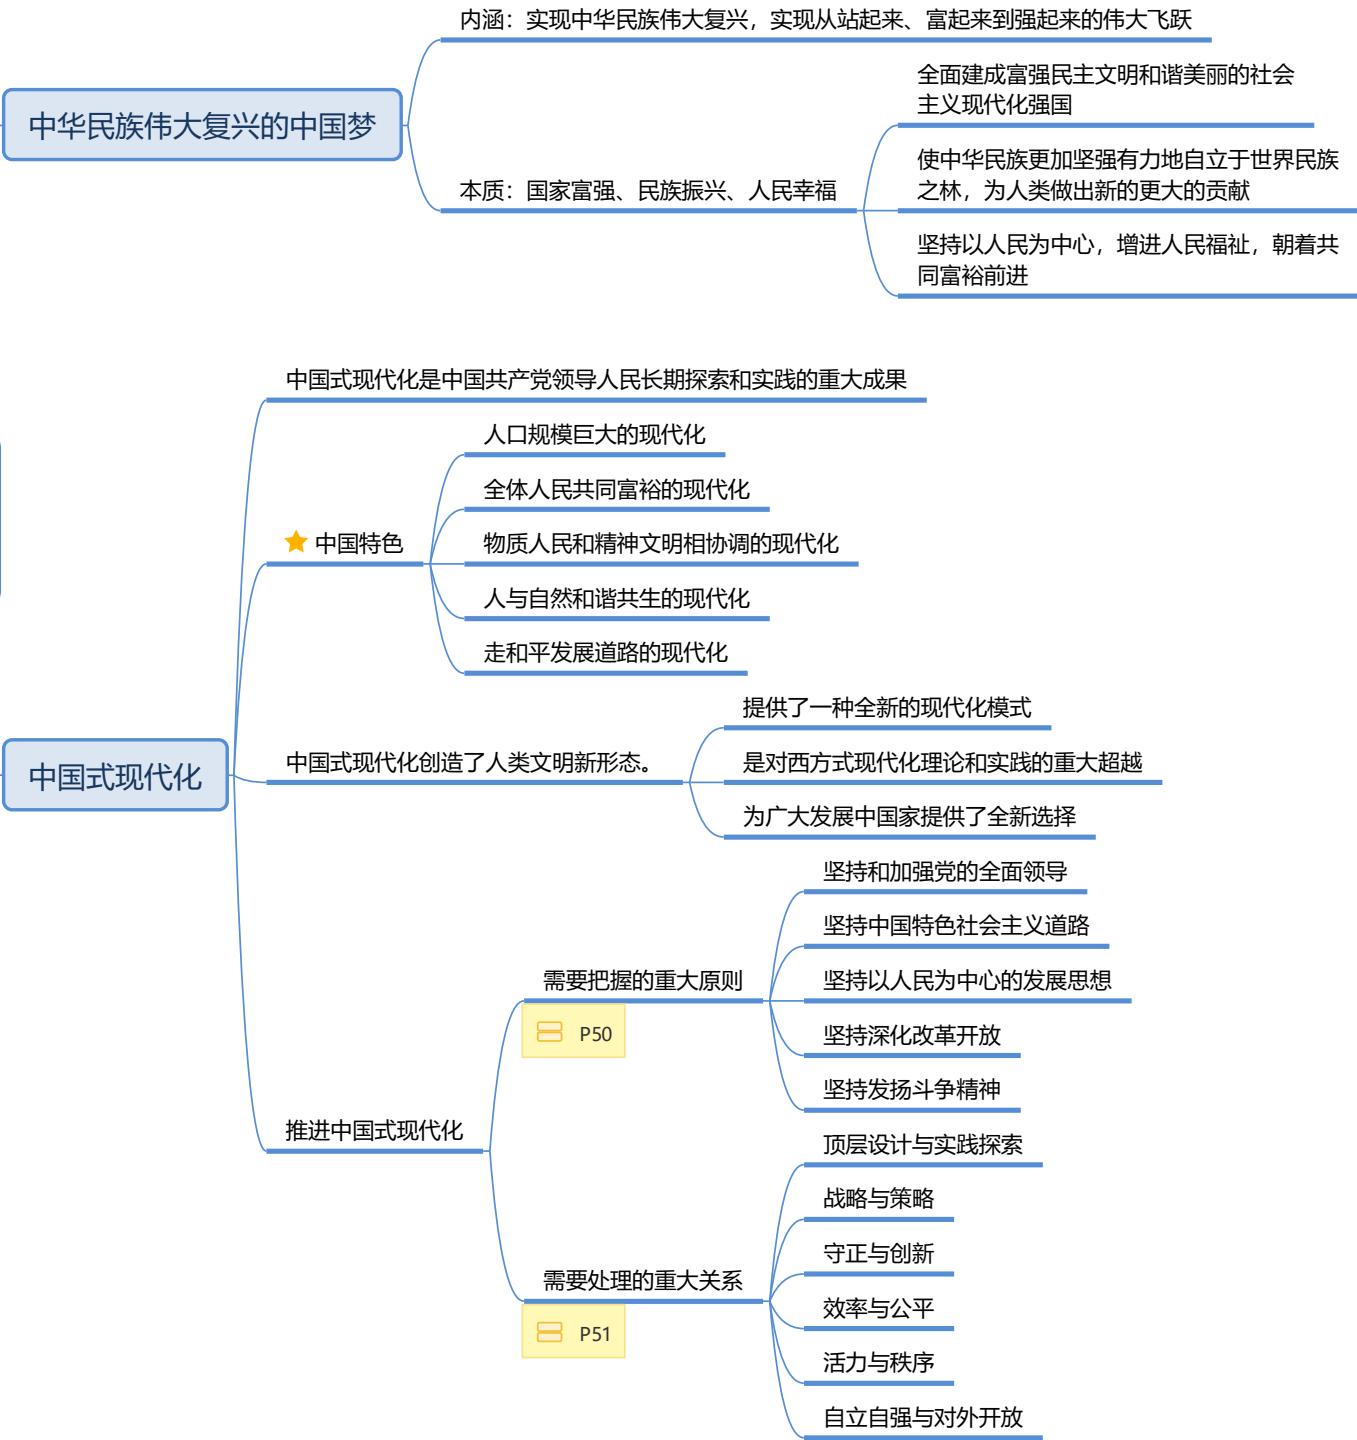 中华民族伟大复兴的中国梦
内涵：实现中华民族伟大复兴，实现从站起来、富起来到强起来的伟大飞跃
本质：国家富强、民族振兴、人民幸福
全面建成富强民主文明和谐美丽的社会
主义现代化强国
使中华民族更加坚强有力地自立于世界民族
之林，为人类做出新的更大的贡献
坚持以人民为中心，增进人民福祉，朝着共
同富裕前进
中国式现代化
中国式现代化是中国共产党领导人民长期探索和实践的重大成果
中国特色
人口规模巨大的现代化
全体人民共同富裕的现代化
物质人民和精神文明相协调的现代化
人与自然和谐共生的现代化
走和平发展道路的现代化
中国式现代化创造了人类文明新形态。
提供了一种全新的现代化模式
是对西方式现代化理论和实践的重大超越
为广大发展中国家提供了全新选择
推进中国式现代化
需要把握的重大原则
P50
坚持和加强党的全面领导
坚持中国特色社会主义道路
坚持以人民为中心的发展思想
坚持深化改革开放
坚持发扬斗争精神
需要处理的重大关系
P51
顶层设计与实践探索
战略与策略
守正与创新
效率与公平
活力与秩序
自立自强与对外开放